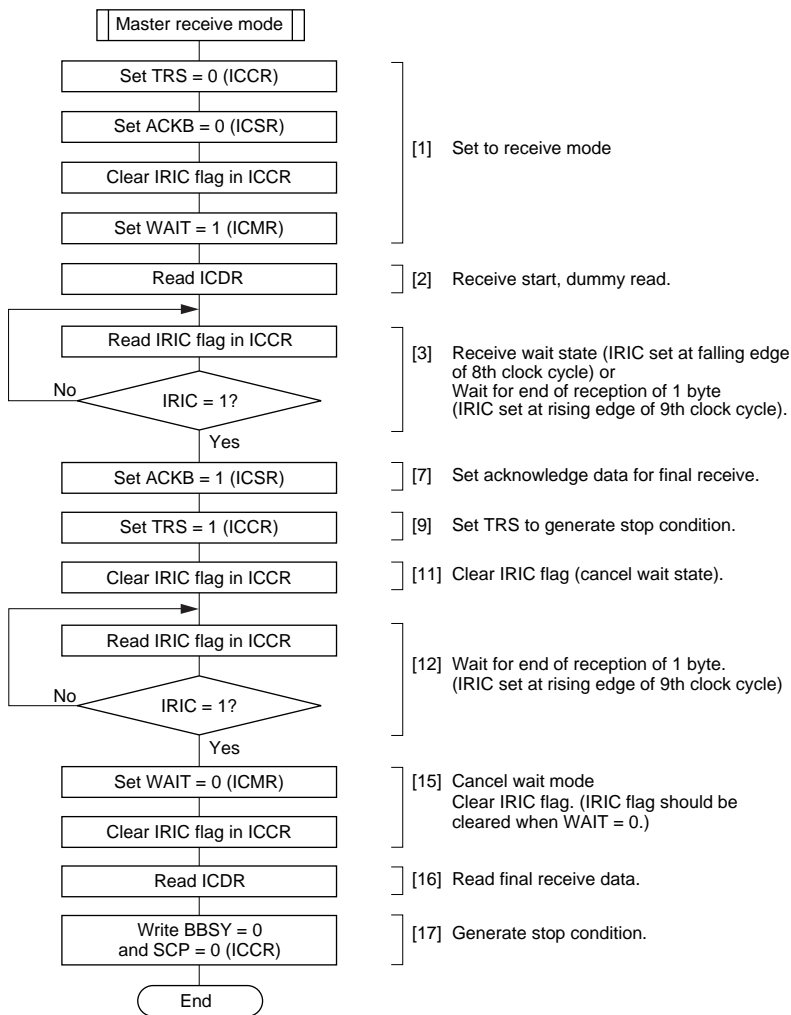 Master receive mode
Set TRS = 0 (ICCR)
Set ACKB = 0 (ICSR)
[1] Set to receive mode
Clear IRIC flag in ICCR
Set WAIT = 1 (ICMR)
Read ICDR
[2] Receive start, dummy read.
Read IRIC flag in ICCR
[3] Receive wait state (IRIC set at falling edge
of 8th clock cycle) or
Wait for end of reception of 1 byte
(IRIC set at rising edge of 9th clock cycle).
No
IRIC = 1?
Yes
Set ACKB = 1 (ICSR)
[7] Set acknowledge data for final receive.
Set TRS = 1 (ICCR)
[9] Set TRS to generate stop condition.
Clear IRIC flag in ICCR
[11] Clear IRIC flag (cancel wait state).
Read IRIC flag in ICCR
[12] Wait for end of reception of 1 byte.
(IRIC set at rising edge of 9th clock cycle)
No
IRIC = 1?
Yes
Set WAIT = 0 (ICMR)
[15] Cancel wait mode
Clear IRIC flag. (IRIC flag should be
cleared when WAIT = 0.)
Clear IRIC flag in ICCR
Read ICDR
[16] Read final receive data.
Write BBSY = 0
and SCP = 0 (ICCR)
[17] Generate stop condition.
End